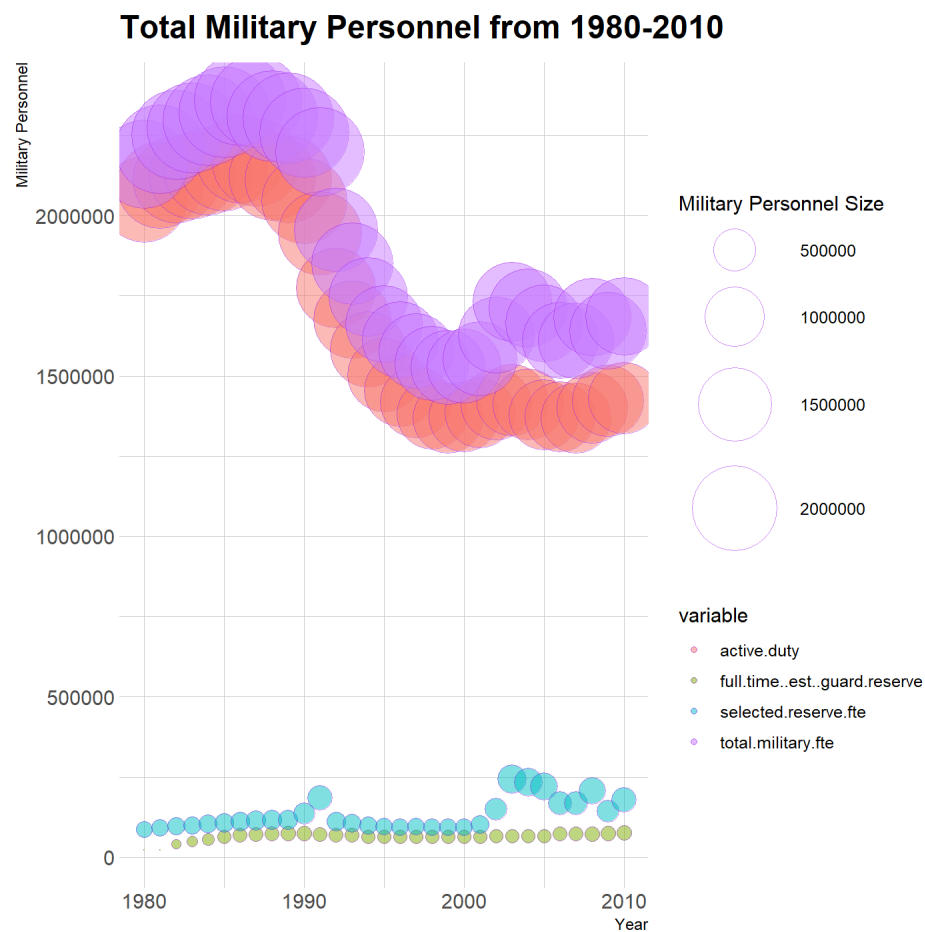 Total Military Personnel from 1980-2010
Military Personnel
2000000
1500000
1000000
500000
0
1980
1990
2000
2010
Year
Military Personnel Size
500000
1000000
1500000
2000000
variable
active.duty
full.time..est..guard.reserve
selected.reserve.fte
total.military.fte